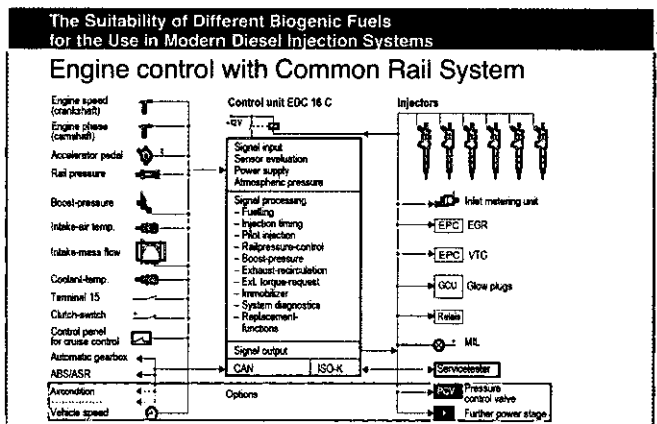 The Suitability of Different Biogenic Fuels
for the Use in Modern Diesel Injection Systems
Engine control with Common Rail System
Engine speed
(crankshaft)
Engine phase
(camshaft)
Accelerator pedal
Rail pressure
Boost-pressure
Intake-air temp.
Intake-mass flow
Coolant-temp.
Terminal 15
Clutch-switch
Control panel
for cruise control
Automatic gearbox
ABS/ASR
Aircondition
Vehicle speed
Control unit EDC 16 C
Signal input
Sensor evaluation
Power supply
Atmospheric pressure
Signal processing
- Fuelling
- Injection timing
- Pilot injection
- Railpressure-control
- Boost-pressure
- Exhaust-recirculation
- Ext. torque-request
- Immobilizer
- System diagnostics
- Replacement-
functions
Signal output
CAN
ISO-K
Options
Injectors
Inlet metering unit
EPC EGR
EPC VTG
GCU Glow plugs
Relais
MIL
Servicetester
PCV Pressure
control valve
Further power stage